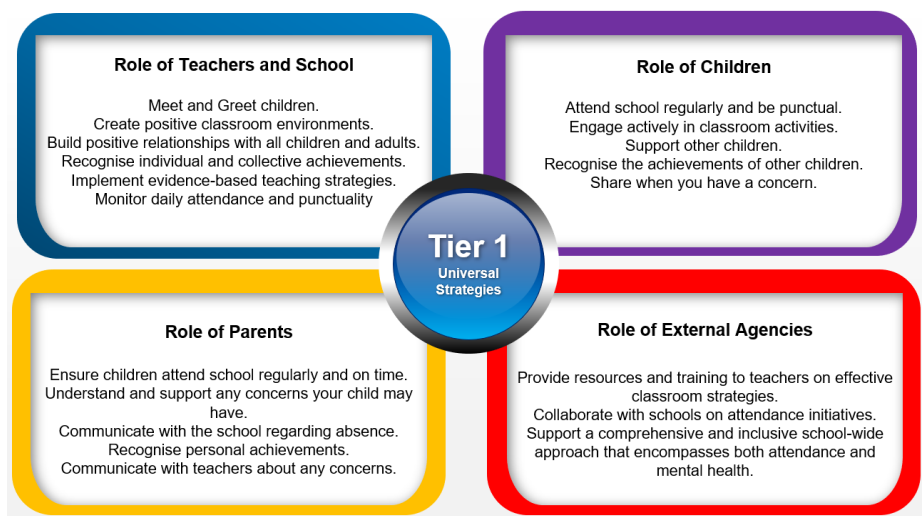 Role of Teachers and School
Meet and Greet children.
Create positive classroom environments.
Build positive relationships with all children and adults.
Recognise individual and collective achievements.
Implement evidence-based teaching strategies.
Monitor daily attendance and punctuality
Role of Children
Attend school regularly and be punctual.
Engage actively in classroom activities.
Support other children.
Recognise the achievements of other children.
Share when you have a concern.
Tier 1
Universal
Strategies
Role of Parents
Ensure children attend school regularly and on time.
Understand and support any concerns your child may
have.
Communicate with the school regarding absence.
Recognise personal achievements.
Communicate with teachers about any concerns.
Role of External Agencies
Provide resources and training to teachers on effective
classroom strategies.
Collaborate with schools on attendance initiatives.
Support a comprehensive and inclusive school-wide
approach that encompasses both attendance and
mental health.